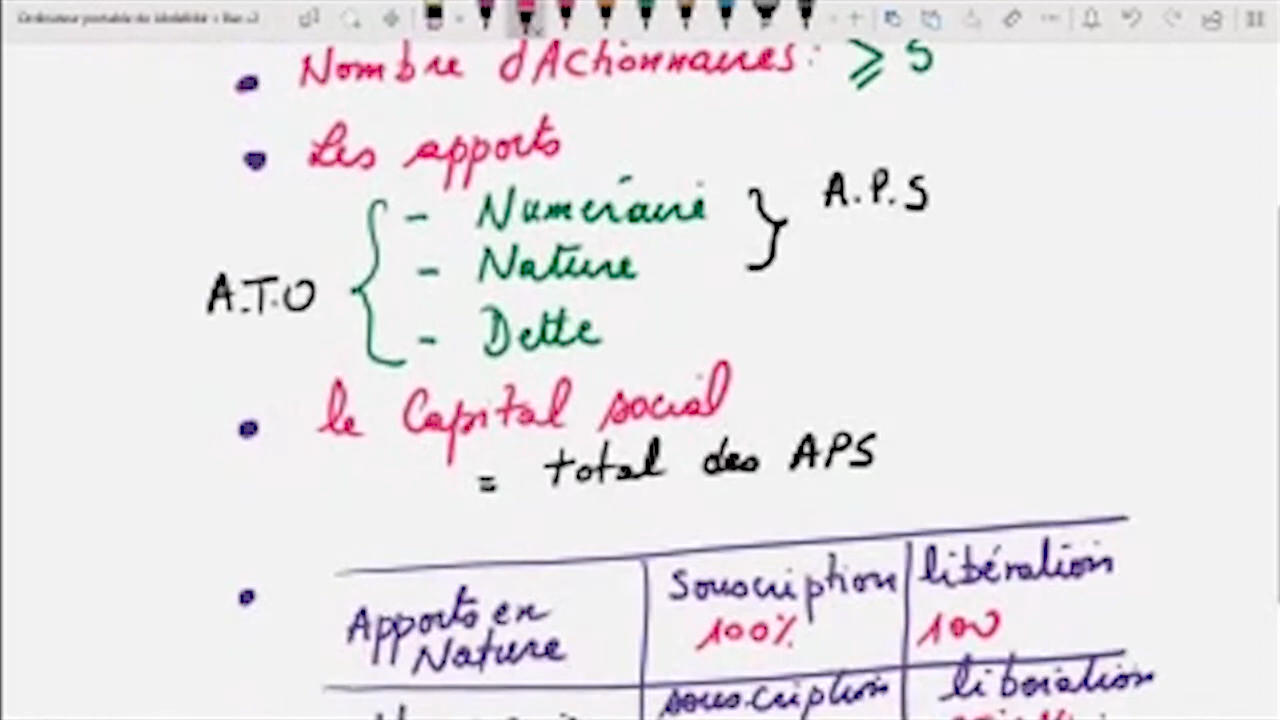 Nombre d'Actionnaires : ≥ 5
Les apports
- Numéraire } A.P.S
- Nature
A.T.O {
- Dette
le Capital social
= total des APS
Apports en Nature
Souscription
100%
libération
100
souscription
libération